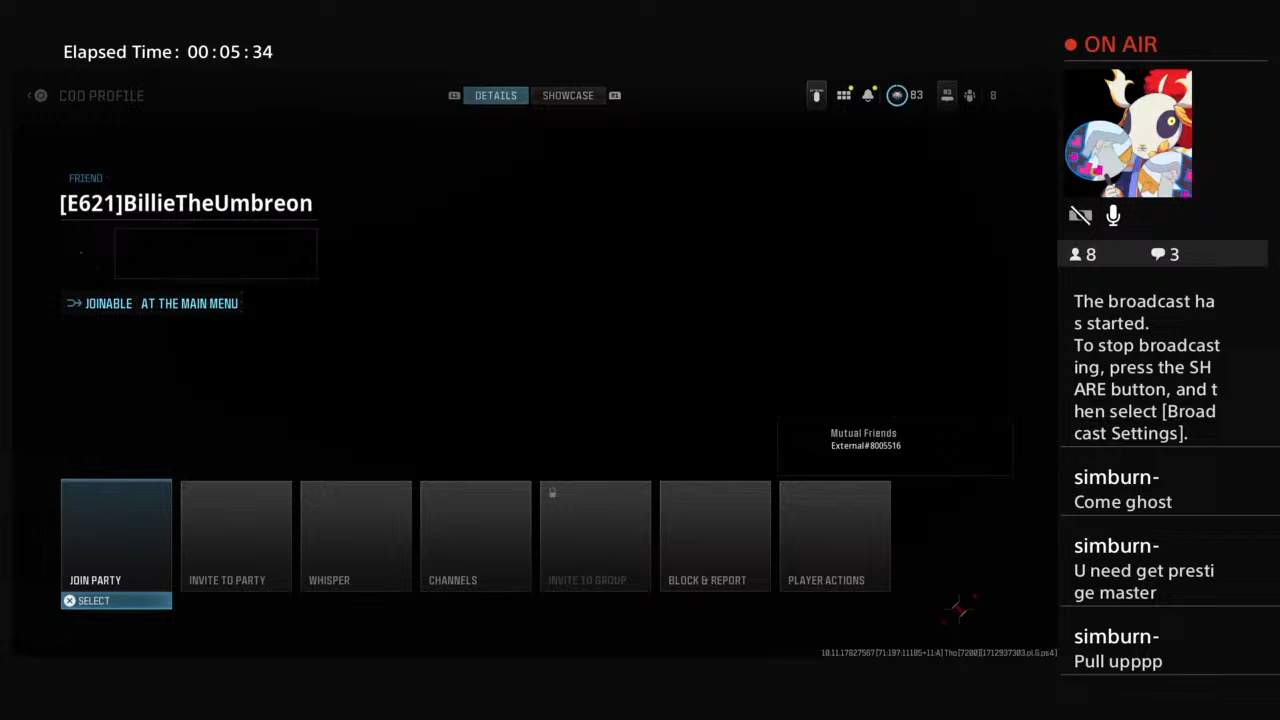 Elapsed Time: 00:05:34
ON AIR
COD PROFILE
DETAILS
SHOWCASE
83
8
FRIEND
[E621]BillieTheUmbreon
JOINABLE AT THE MAIN MENU
8
3
The broadcast ha
s started.
To stop broadcast
ing, press the SH
ARE button, and t
hen select [Broad
cast Settings].
Mutual Friends
External#8005516
simburn-
Come ghost
simburn-
U need get presti
ge master
simburn-
Pull upppp
JOIN PARTY
INVITE TO PARTY
WHISPER
CHANNELS
INVITE TO GROUP
BLOCK & REPORT
PLAYER ACTIONS
SELECT